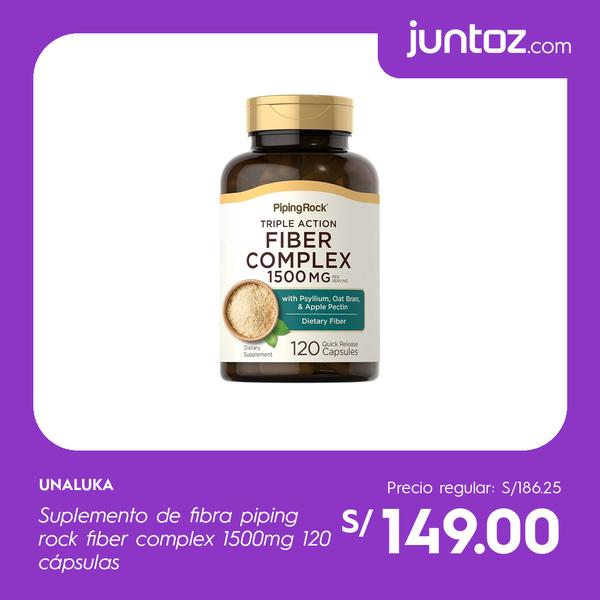 juntoz.com
PipingRock®
TRIPLE ACTION
FIBER
COMPLEX
1500 MG PER SERVING
with Psyllium, Oat Bran,
& Apple Pectin
Dietary Fiber
Dietary
Supplement
120 Quick Release
Capsules
UNALUKA
Suplemento de fibra piping
rock fiber complex 1500mg 120
cápsulas
Precio regular: S/186.25
S/ 149.00